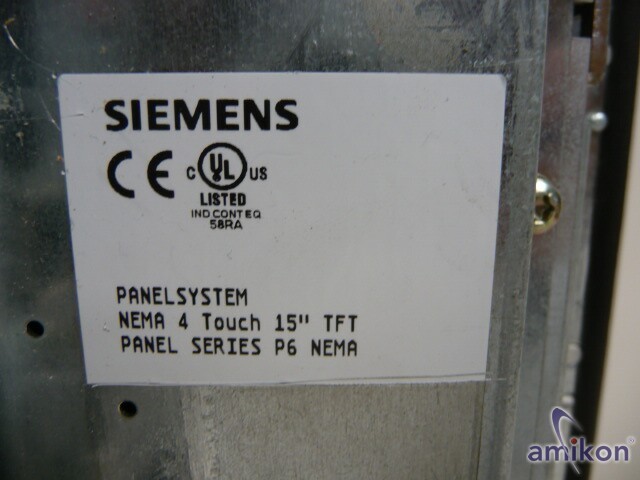 SIEMENS
CE c UL US
LISTED
IND CONT EQ
58RA
PANELSYSTEM
NEMA 4 Touch 15" TFT
PANEL SERIES P6 NEMA
amikon®